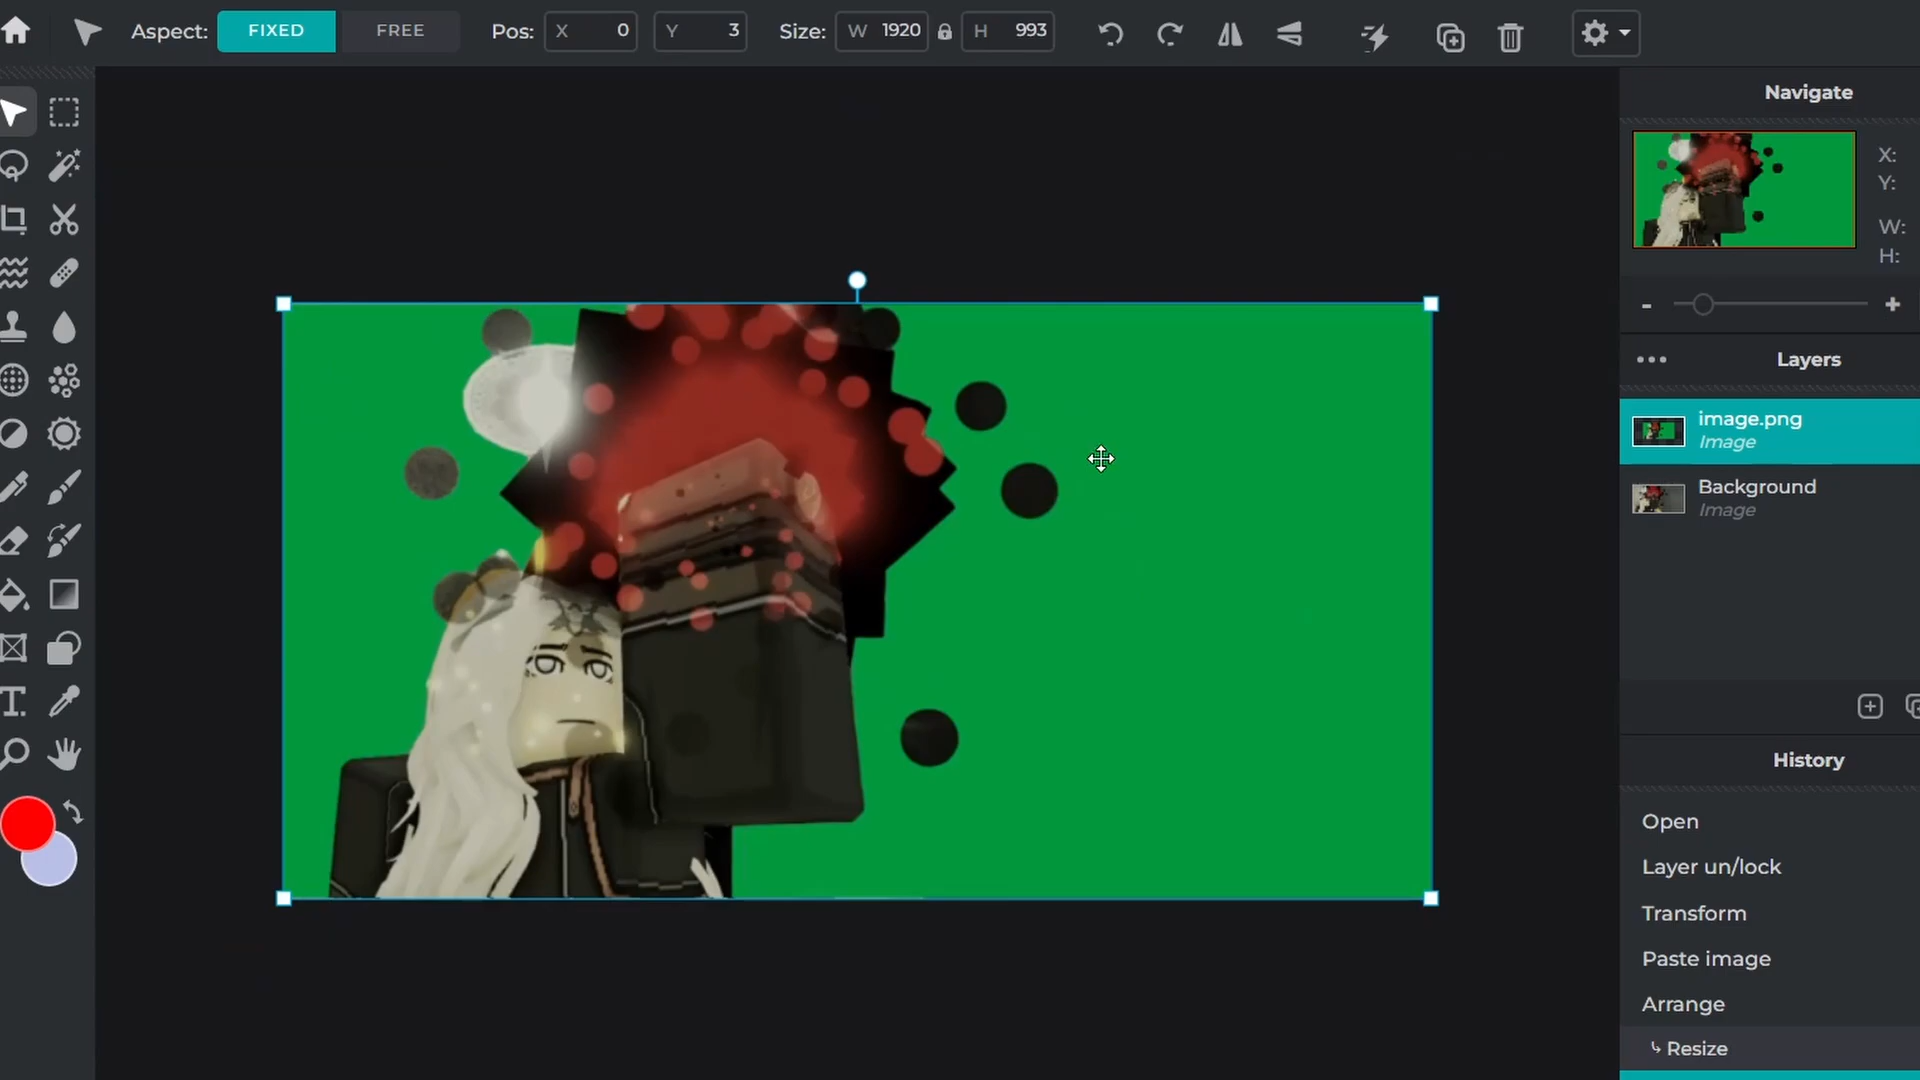 Aspect: FIXED FREE Pos: X 0 Y 3 Size: W 1920 H 993
Navigate
X:
Y:
W:
H:
- +
Layers
image.png
Image
Background
Image
History
Open
Layer un/lock
Transform
Paste image
Arrange
Resize